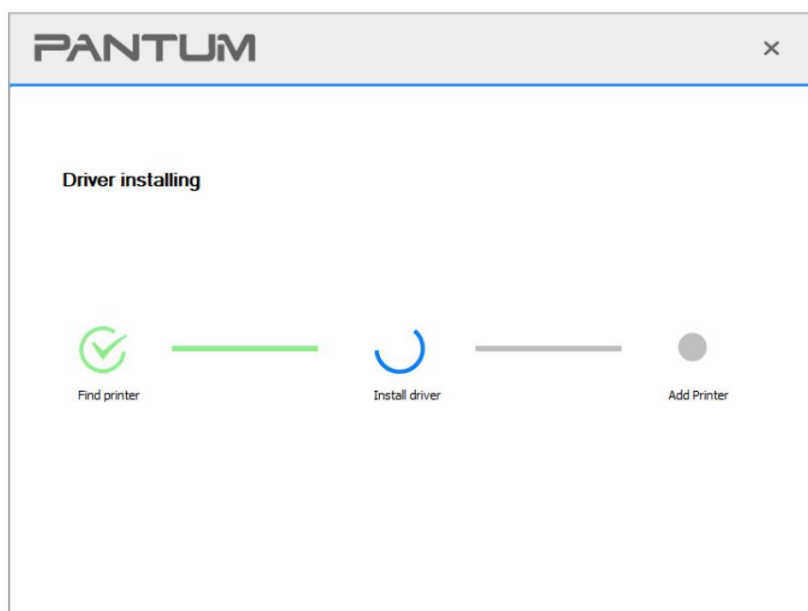 PANTUM
Driver installing
Find printer
Install driver
Add Printer